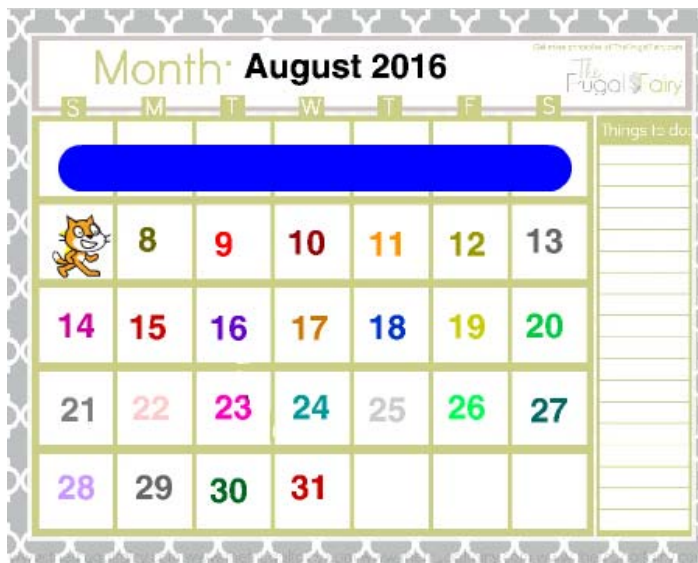 Month: August 2016
Get more printables at TheFrugalFairy.com
The
Frugal Fairy
S M T W T F S
Things to do:
8 9 10 11 12 13
14 15 16 17 18 19 20
21 22 23 24 25 26 27
28 29 30 31